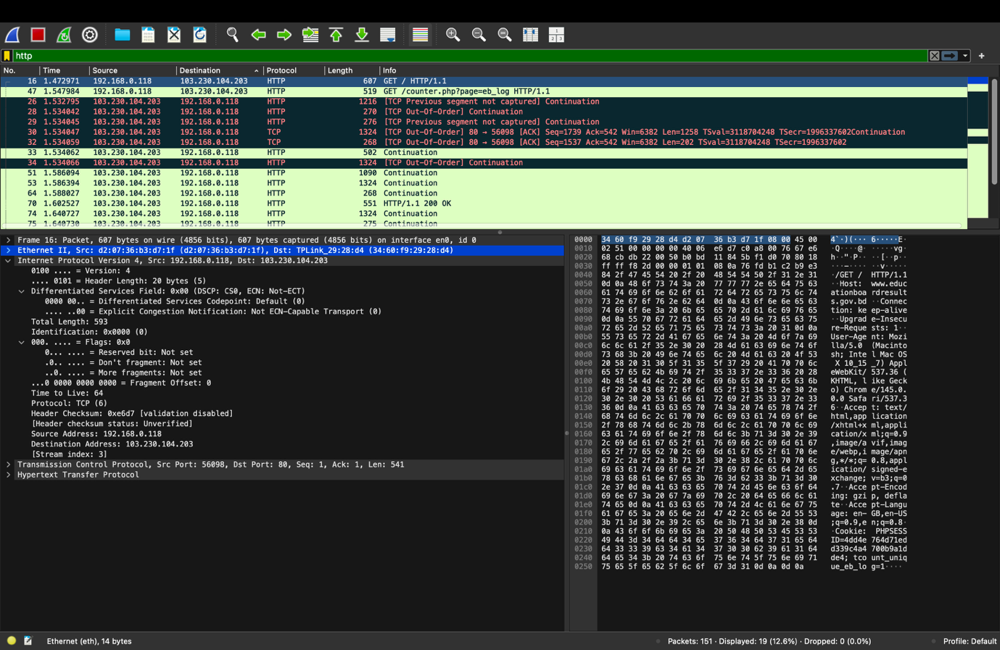 http
No. Time Source Destination Protocol Length Info
16 1.472971 192.168.0.118 103.230.104.203 HTTP 607 GET / HTTP/1.1
47 1.547984 192.168.0.118 103.230.104.203 HTTP 519 GET /counter.php?page=eb_log HTTP/1.1
26 1.532795 103.230.104.203 192.168.0.118 HTTP 1216 [TCP Previous segment not captured] Continuation
28 1.534042 103.230.104.203 192.168.0.118 HTTP 270 [TCP Out-Of-Order] Continuation
29 1.534045 103.230.104.203 192.168.0.118 HTTP 276 [TCP Previous segment not captured] Continuation
30 1.534047 103.230.104.203 192.168.0.118 TCP 1324 [TCP Out-Of-Order] 80 → 56098 [ACK] Seq=1739 Ack=542 Win=6382 Len=1258 TSval=3118704248 TSecr=1996337602Continuation
32 1.534059 103.230.104.203 192.168.0.118 TCP 268 [TCP Out-Of-Order] 80 → 56098 [ACK] Seq=1537 Ack=542 Win=6382 Len=202 TSval=3118704248 TSecr=1996337602
33 1.534062 103.230.104.203 192.168.0.118 HTTP 502 Continuation
34 1.534066 103.230.104.203 192.168.0.118 HTTP 1324 [TCP Out-Of-Order] Continuation
51 1.586094 103.230.104.203 192.168.0.118 HTTP 1090 Continuation
53 1.586394 103.230.104.203 192.168.0.118 HTTP 1324 Continuation
64 1.588027 103.230.104.203 192.168.0.118 HTTP 268 Continuation
70 1.602527 103.230.104.203 192.168.0.118 HTTP 551 HTTP/1.1 200 OK
74 1.640727 103.230.104.203 192.168.0.118 HTTP 1324 Continuation
75 1.640730 103.230.104.203 192.168.0.118 HTTP 275 Continuation
Frame 16: Packet, 607 bytes on wire (4856 bits), 607 bytes captured (4856 bits) on interface en0, id 0
Ethernet II, Src: d2:07:36:b3:d7:1f (d2:07:36:b3:d7:1f), Dst: TPLink_29:28:d4 (34:60:f9:29:28:d4)
Internet Protocol Version 4, Src: 192.168.0.118, Dst: 103.230.104.203
0100 .... = Version: 4
.... 0101 = Header Length: 20 bytes (5)
Differentiated Services Field: 0x00 (DSCP: CS0, ECN: Not-ECT)
0000 00.. = Differentiated Services Codepoint: Default (0)
.... ..00 = Explicit Congestion Notification: Not ECN-Capable Transport (0)
Total Length: 593
Identification: 0x0000 (0)
000. .... = Flags: 0x0
0... .... = Reserved bit: Not set
.0.. .... = Don't fragment: Not set
..0. .... = More fragments: Not set
...0 0000 0000 0000 = Fragment Offset: 0
Time to Live: 64
Protocol: TCP (6)
Header Checksum: 0xe6d7 [validation disabled]
[Header checksum status: Unverified]
Source Address: 192.168.0.118
Destination Address: 103.230.104.203
[Stream index: 3]
Transmission Control Protocol, Src Port: 56098, Dst Port: 80, Seq: 1, Ack: 1, Len: 541
Hypertext Transfer Protocol
0000 34 60 f9 29 28 d4 d2 07 36 b3 d7 1f 08 00 45 00 4`·)(··· 6·····E·
0010 02 51 00 00 00 00 40 06 e6 d7 c0 a8 00 76 67 e6 ·Q····@· ·····vg·
0020 68 cb db 22 00 50 b0 bd 11 84 5b f1 d0 70 80 18 h··"·P·· ··[··p··
0030 ff ff f8 2d 00 00 01 01 08 0a 76 fd b1 c2 b9 e3 ···-···· ··v·····
0040 84 2f 47 45 54 20 2f 20 48 54 54 50 2f 31 2e 31 ·/GET / HTTP/1.1
0050 0d 0a 48 6f 73 74 3a 20 77 77 77 2e 65 64 75 63 ··Host: www.educ
0060 61 74 69 6f 6e 62 6f 61 72 64 72 65 73 75 6c 74 ationboa rdresult
0070 73 2e 67 6f 76 2e 62 64 0d 0a 43 6f 6e 6e 65 63 s.gov.bd ··Connec
0080 74 69 6f 6e 3a 20 6b 65 65 70 2d 61 6c 69 76 65 tion: ke ep-alive
0090 0d 0a 55 70 67 72 61 64 65 2d 49 6e 73 65 63 75 ··Upgrad e-Insecu
00a0 72 65 2d 52 65 71 75 65 73 74 73 3a 20 31 0d 0a re-Reque sts: 1··
00b0 55 73 65 72 2d 41 67 65 6e 74 3a 20 4d 6f 7a 69 User-Age nt: Mozi
00c0 6c 6c 61 2f 35 2e 30 20 28 4d 61 63 69 6e 74 6f lla/5.0 (Macinto
00d0 73 68 3b 20 49 6e 74 65 6c 20 4d 61 63 20 4f 53 sh; Inte l Mac OS
00e0 20 58 20 31 30 5f 31 35 5f 37 29 20 41 70 70 6c X 10_15 _7) Appl
00f0 65 57 65 62 4b 69 74 2f 35 33 37 2e 33 36 20 28 eWebKit/ 537.36 (
0100 4b 48 54 4d 4c 2c 20 6c 69 6b 65 20 47 65 63 6b KHTML, l ike Geck
0110 6f 29 20 43 68 72 6f 6d 65 2f 31 34 35 2e 30 2e o) Chrom e/145.0.
0120 30 2e 30 20 53 61 66 61 72 69 2f 35 33 37 2e 33 0.0 Safa ri/537.3
0130 36 0d 0a 41 63 63 65 70 74 3a 20 74 65 78 74 2f 6··Accep t: text/
0140 68 74 6d 6c 2c 61 70 70 6c 69 63 61 74 69 6f 6e html,app lication
0150 2f 78 68 74 6d 6c 2b 78 6d 6c 2c 61 70 70 6c 69 /xhtml+x ml,appli
0160 63 61 74 69 6f 6e 2f 78 6d 6c 3b 71 3d 30 2e 39 cation/x ml;q=0.9
0170 2c 69 6d 61 67 65 2f 61 76 69 66 2c 69 6d 61 67 ,image/a vif,imag
0180 65 2f 77 65 62 70 2c 69 6d 61 67 65 2f 61 70 6e e/webp,i mage/apn
0190 67 2c 2a 2f 2a 3b 71 3d 30 2e 38 2c 61 70 70 6c g,*/*;q= 0.8,appl
01a0 69 63 61 74 69 6f 6e 2f 73 69 67 6e 65 64 2d 65 ication/ signed-e
01b0 78 63 68 61 6e 67 65 3b 76 3d 62 33 3b 71 3d 30 xchange; v=b3;q=0
01c0 2e 37 0d 0a 41 63 63 65 70 74 2d 45 6e 63 6f 64 .7··Acce pt-Encod
01d0 69 6e 67 3a 20 67 7a 69 70 2c 20 64 65 66 6c 61 ing: gzi p, defla
01e0 74 65 0d 0a 41 63 63 65 70 74 2d 4c 61 6e 67 75 te··Acce pt-Langu
01f0 61 67 65 3a 20 65 6e 2d 47 42 2c 65 6e 2d 55 53 age: en- GB,en-US
0200 3b 71 3d 30 2e 39 2c 65 6e 3b 71 3d 30 2e 38 0d ;q=0.9,e n;q=0.8·
0210 0a 43 6f 6f 6b 69 65 3a 20 50 48 50 53 45 53 53 ·Cookie: PHPSESS
0220 49 44 3d 34 64 64 34 65 37 36 34 64 37 31 65 64 ID=4dd4e 764d71ed
0230 64 33 33 39 63 34 61 34 37 30 30 62 39 61 31 64 d339c4a4 700b9a1d
0240 64 65 34 3b 20 74 63 6f 75 6e 74 5f 75 6e 69 71 de4; tco unt_uniq
0250 75 65 5f 65 62 5f 6c 6f 67 3d 31 0d 0a 0d 0a ue_eb_lo g=1····
Ethernet (eth), 14 bytes
Packets: 151 · Displayed: 19 (12.6%) · Dropped: 0 (0.0%)
Profile: Default